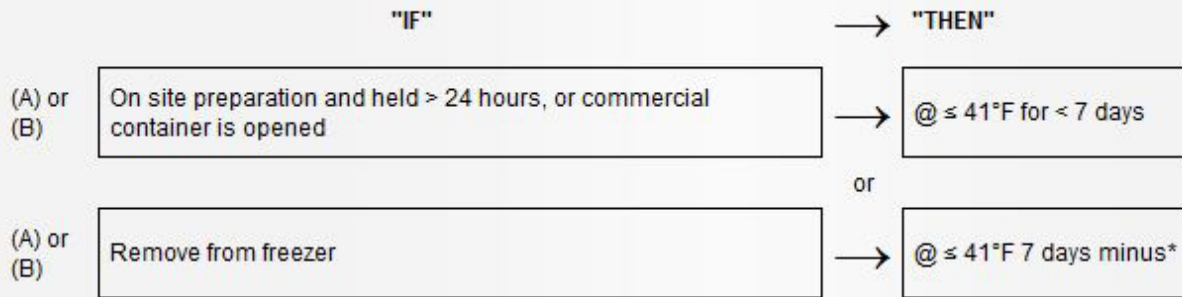 "IF" → "THEN"
(A) or
(B)
On site preparation and held > 24 hours, or commercial
container is opened
→
@ ≤ 41°F for < 7 days
or
(A) or
(B)
Remove from freezer
→
@ ≤ 41°F 7 days minus*